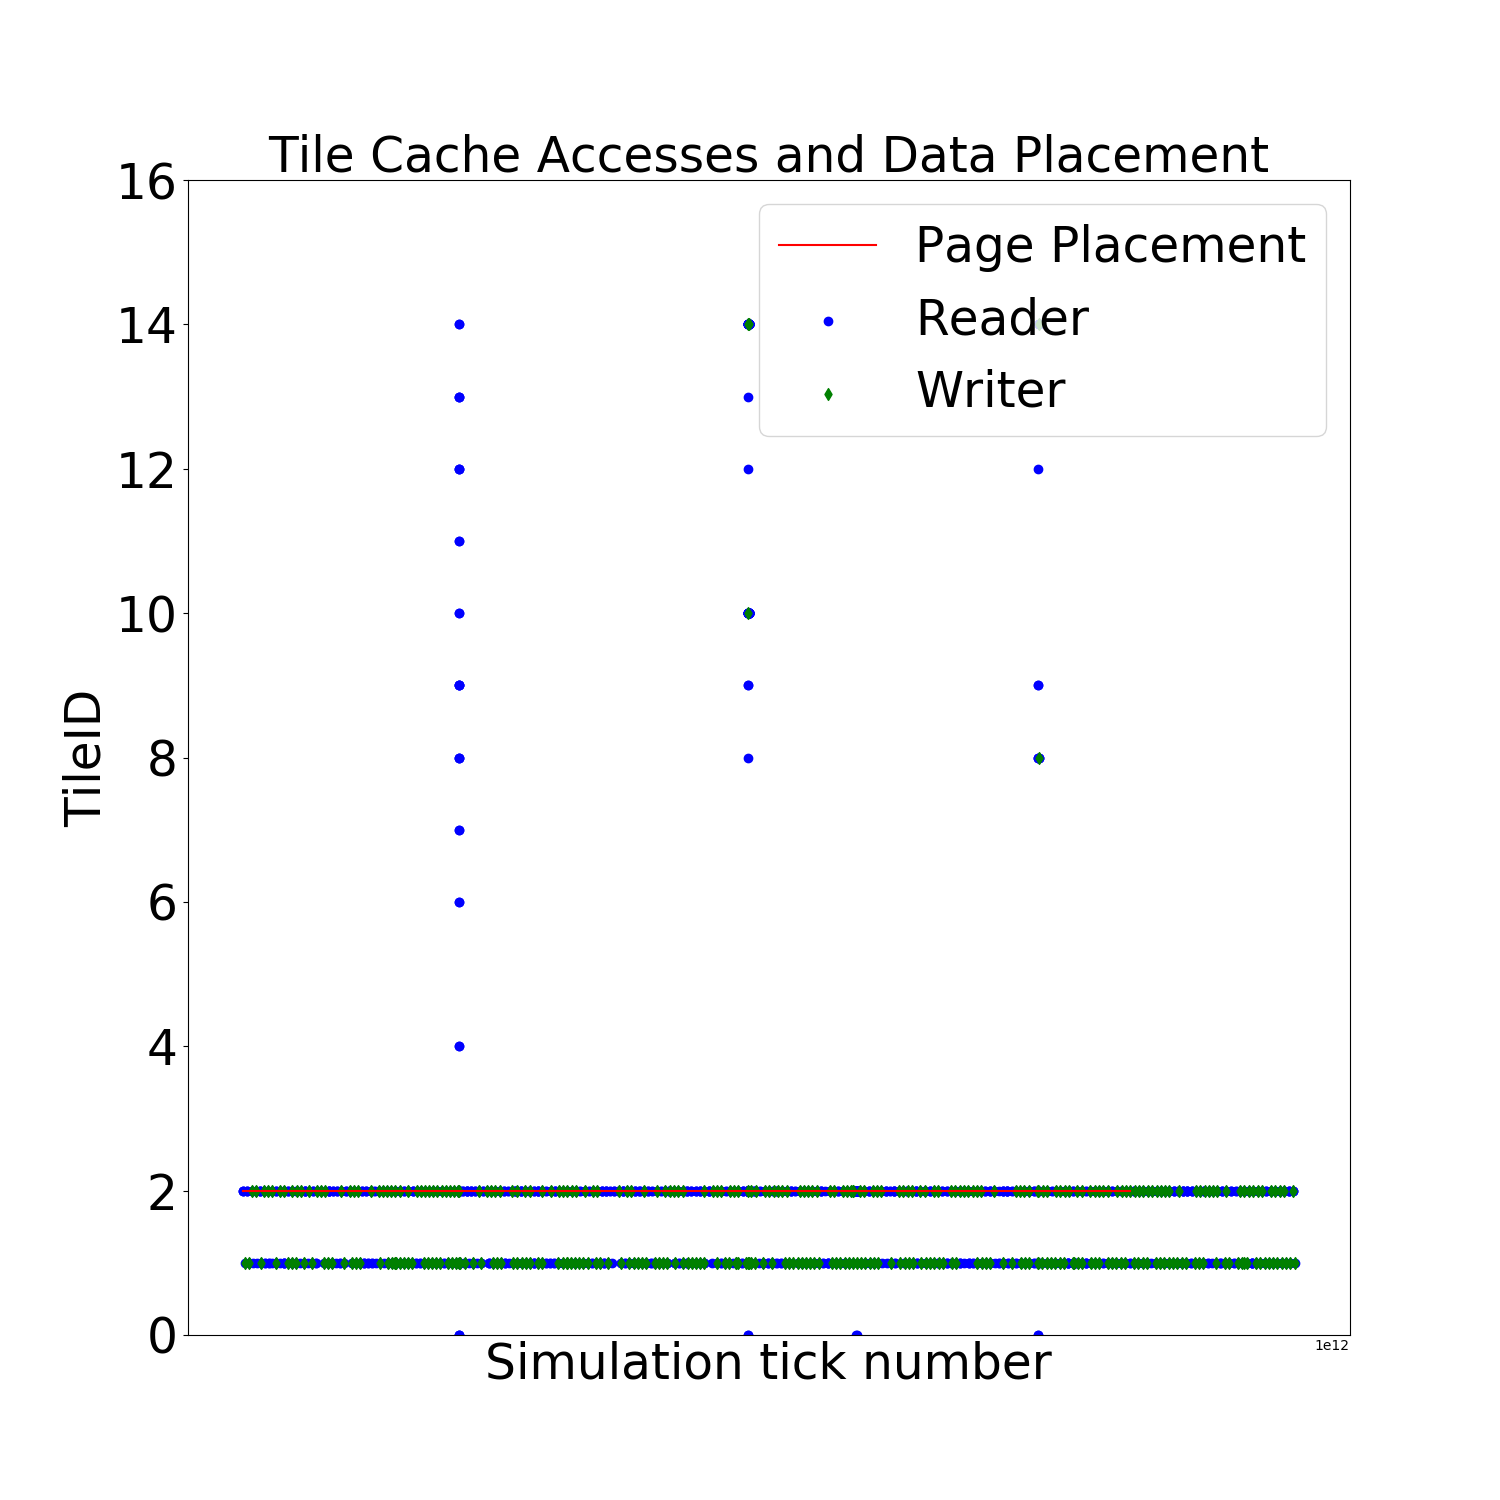 Tile Cache Accesses and Data Placement
16
14
12
10
8
6
4
2
0
TileID
Page Placement
Reader
Writer
1e12
Simulation tick number